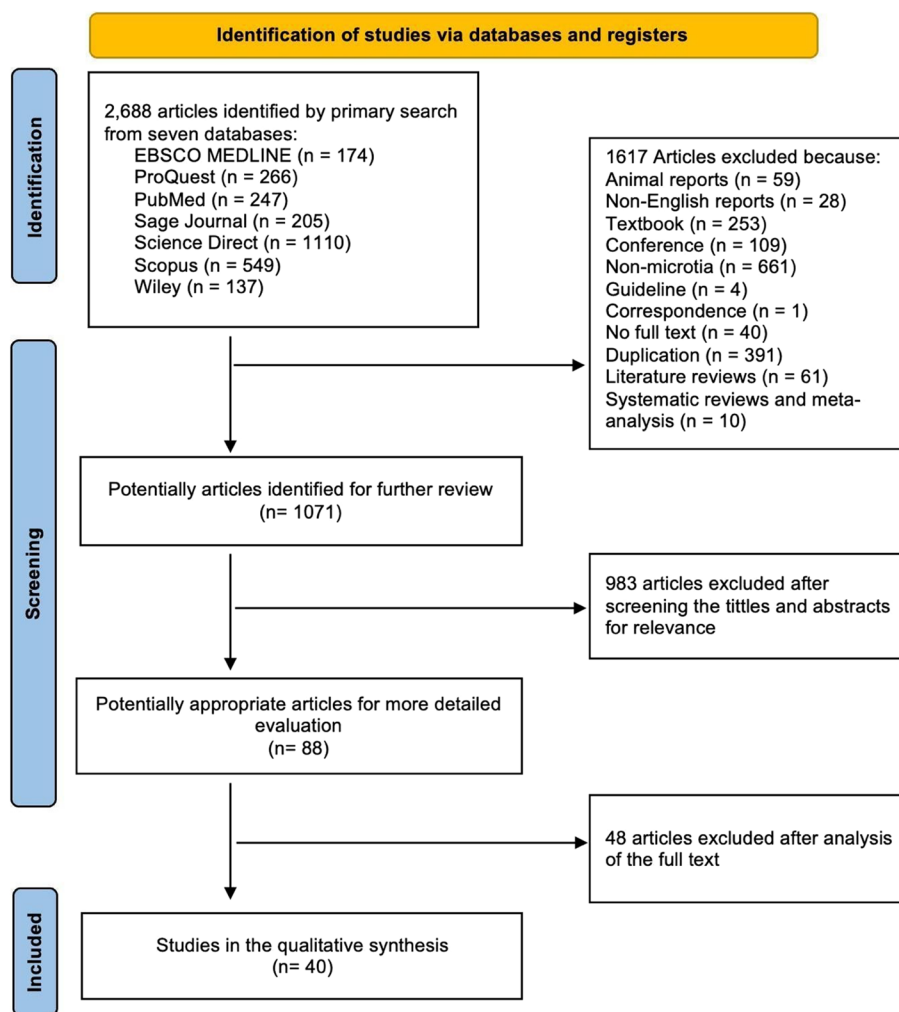 Identification of studies via databases and registers
Identification
2,688 articles identified by primary search
from seven databases:
EBSCO MEDLINE (n = 174)
ProQuest (n = 266)
PubMed (n = 247)
Sage Journal (n = 205)
Science Direct (n = 1110)
Scopus (n = 549)
Wiley (n = 137)
1617 Articles excluded because:
Animal reports (n = 59)
Non-English reports (n = 28)
Textbook (n = 253)
Conference (n = 109)
Non-microtia (n = 661)
Guideline (n = 4)
Correspondence (n = 1)
No full text (n = 40)
Duplication (n = 391)
Literature reviews (n = 61)
Systematic reviews and meta-
analysis (n = 10)
Screening
Potentially articles identified for further review
(n= 1071)
983 articles excluded after
screening the tittles and abstracts
for relevance
Potentially appropriate articles for more detailed
evaluation
(n= 88)
48 articles excluded after analysis
of the full text
Included
Studies in the qualitative synthesis
(n= 40)